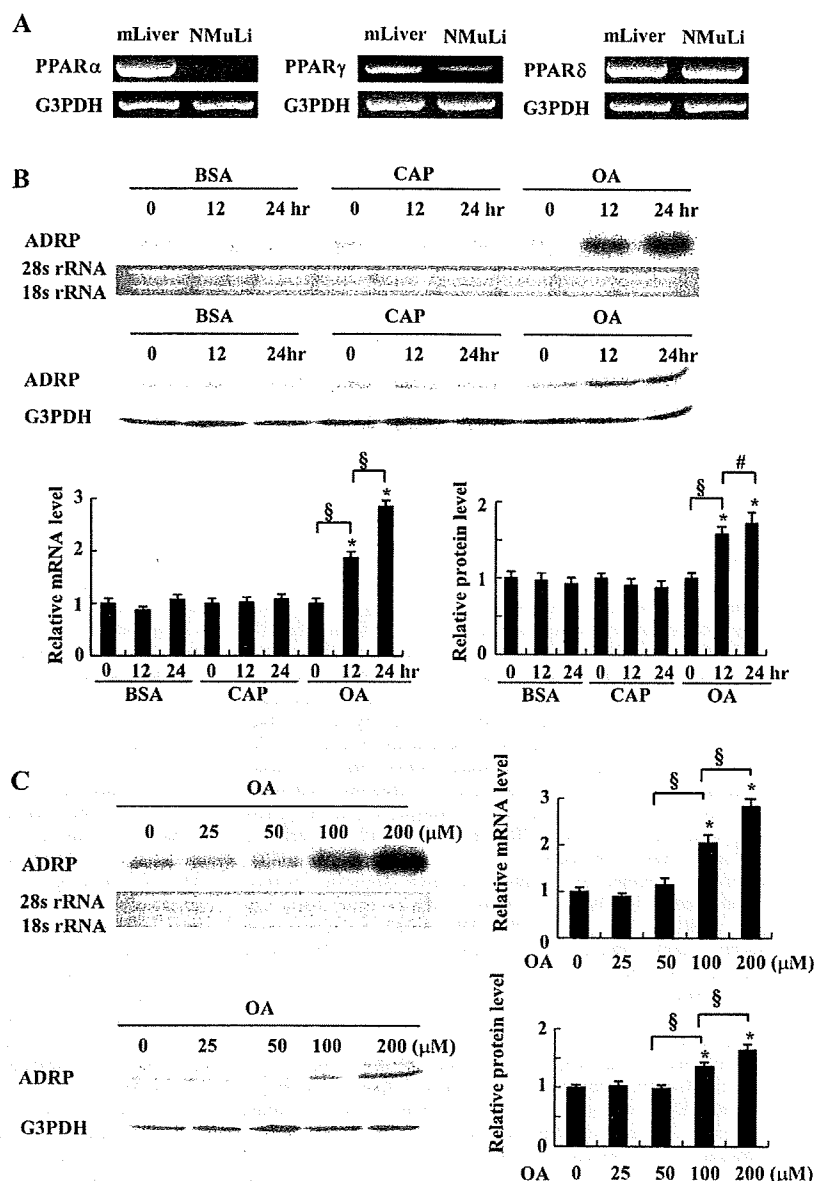 A
mLiver NMuLi
PPARα
G3PDH
mLiver NMuLi
PPARγ
G3PDH
mLiver NMuLi
PPARδ
G3PDH
B
BSA CAP OA
0 12 24 hr 0 12 24 hr 0 12 24 hr
ADRP
28s rRNA
18s rRNA
BSA CAP OA
0 12 24hr 0 12 24hr 0 12 24hr
ADRP
G3PDH
Relative mRNA level
3
2
1
0
§
§
*
*
0 12 24 0 12 24 0 12 24 hr
BSA CAP OA
Relative protein level
2
1
0
§
#
*
*
0 12 24 0 12 24 0 12 24 hr
BSA CAP OA
C
OA
0 25 50 100 200 (μM)
ADRP
28s rRNA
18s rRNA
Relative mRNA level
3
2
1
0
§
§
*
*
OA 0 25 50 100 200 (μM)
OA
0 25 50 100 200 (μM)
ADRP
G3PDH
Relative protein level
2
1
0
§
§
*
*
OA 0 25 50 100 200 (μM)